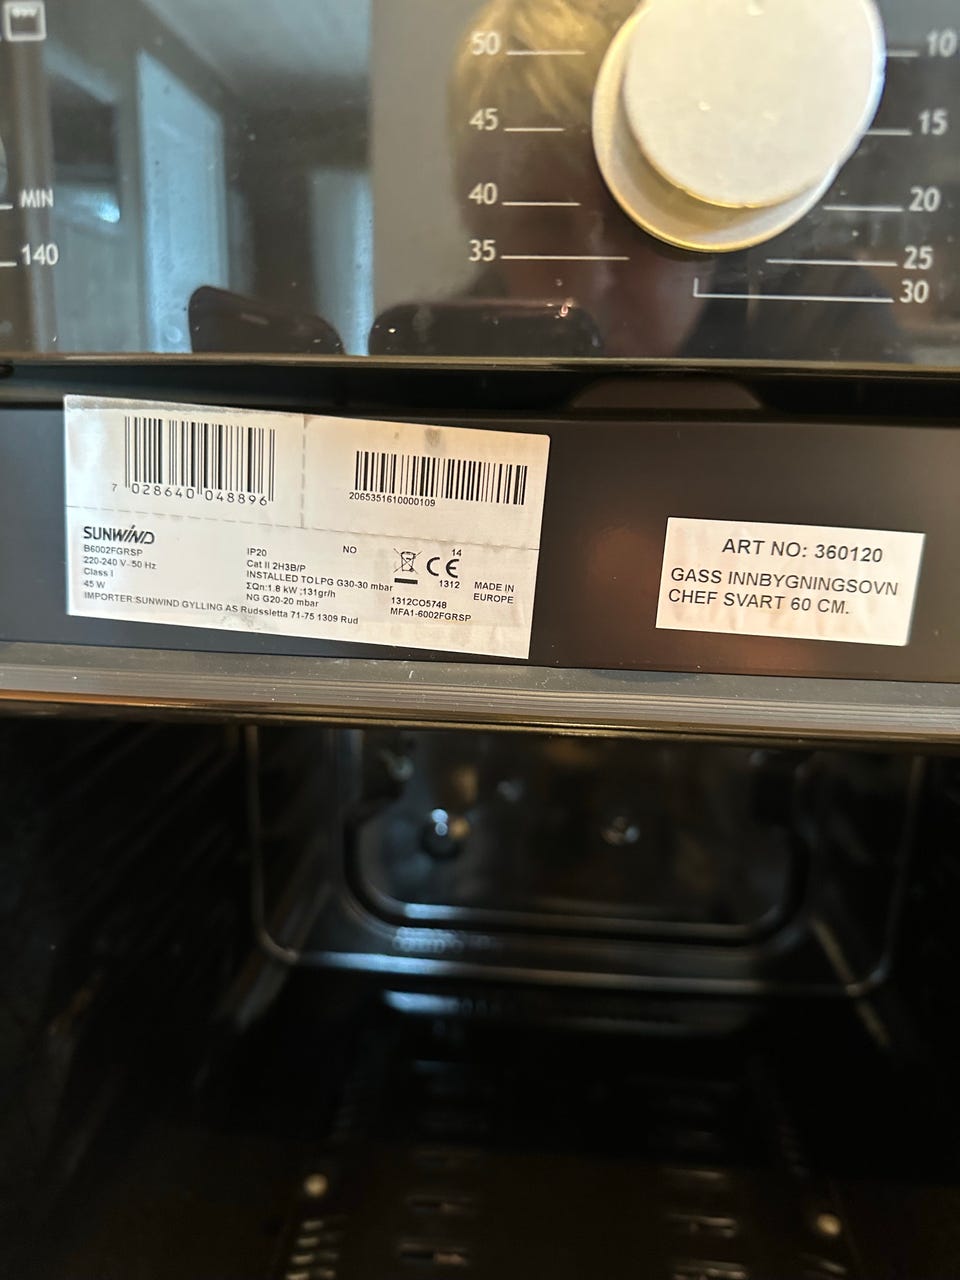 50
10
45
15
MIN
40
20
140
35
25
30
7 028640 048896
2065351610000109
SUNWIND
B6002FGRSP
220-240 V~50 Hz
Class I
45 W
IMPORTER:SUNWIND GYLLING AS Rudssletta 71-75 1309 Rud
IP20 NO
Cat II 2H3B/P
INSTALLED TO LPG G30-30 mbar
ΣQn:1.8 kW ;131gr/h
NG G20-20 mbar
14
CE
1312
1312CO5748
MFA1-6002FGRSP
MADE IN
EUROPE
ART NO: 360120
GASS INNBYGNINGSOVN
CHEF SVART 60 CM.